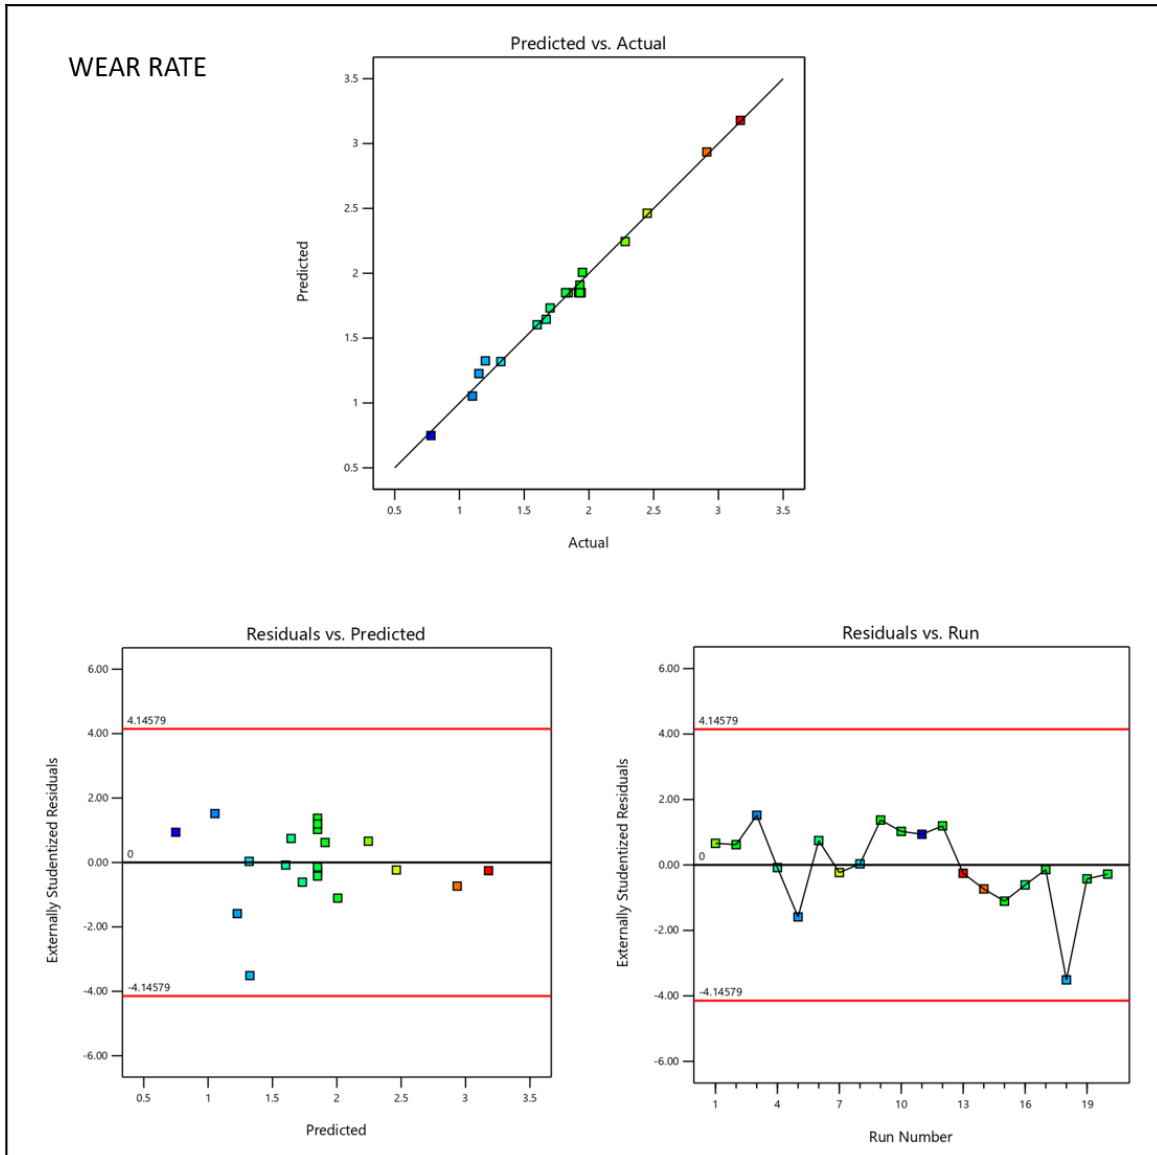 WEAR RATE
Predicted vs. Actual
3.5
3
2.5
2
1.5
1
0.5
Predicted
0.5 1 1.5 2 2.5 3 3.5
Actual
Residuals vs. Predicted
6.00
4.14579
4.00
2.00
0
0.00
-2.00
-4.14579
-4.00
-6.00
Externally Studentized Residuals
0.5 1 1.5 2 2.5 3 3.5
Predicted
Residuals vs. Run
6.00
4.14579
4.00
2.00
0
0.00
-2.00
-4.14579
-4.00
-6.00
Externally Studentized Residuals
1 4 7 10 13 16 19
Run Number